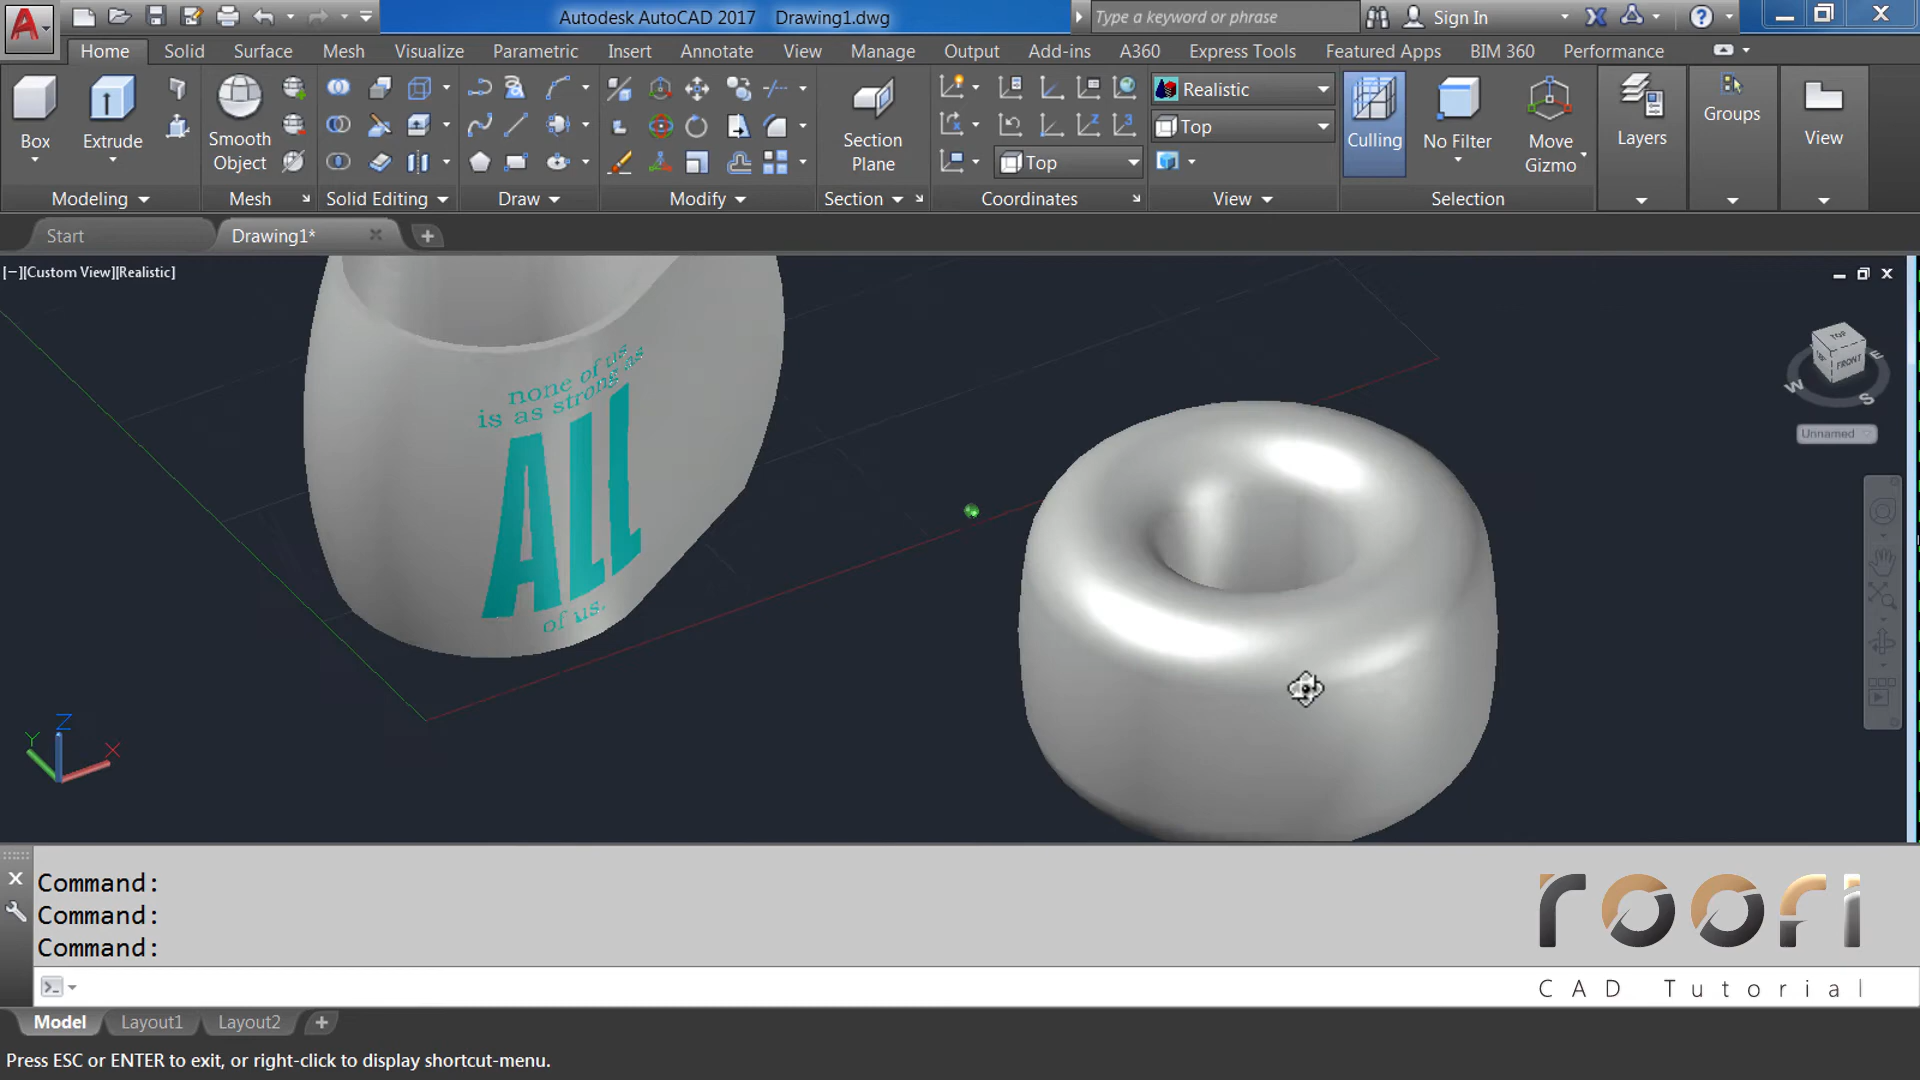 Autodesk AutoCAD 2017 Drawing1.dwg
Type a keyword or phrase
Sign In
Home Solid Surface Mesh Visualize Parametric Insert Annotate View Manage Output Add-ins A360 Express Tools Featured Apps BIM 360 Performance
Box
Extrude
Smooth
Object
Section
Plane
Realistic
Top
Top
Culling
No Filter
Move
Gizmo
Layers
Groups
View
Modeling
Mesh
Solid Editing
Draw
Modify
Section
Coordinates
View
Selection
Start
Drawing1*
[−][Custom View][Realistic]
TOP
FRONT
W
S
E
Unnamed
none of us
is as strong as
ALL
of us.
Z
Y
X
Command:
Command:
Command:
roofi
CAD Tutorial
Model Layout1 Layout2
Press ESC or ENTER to exit, or right-click to display shortcut-menu.